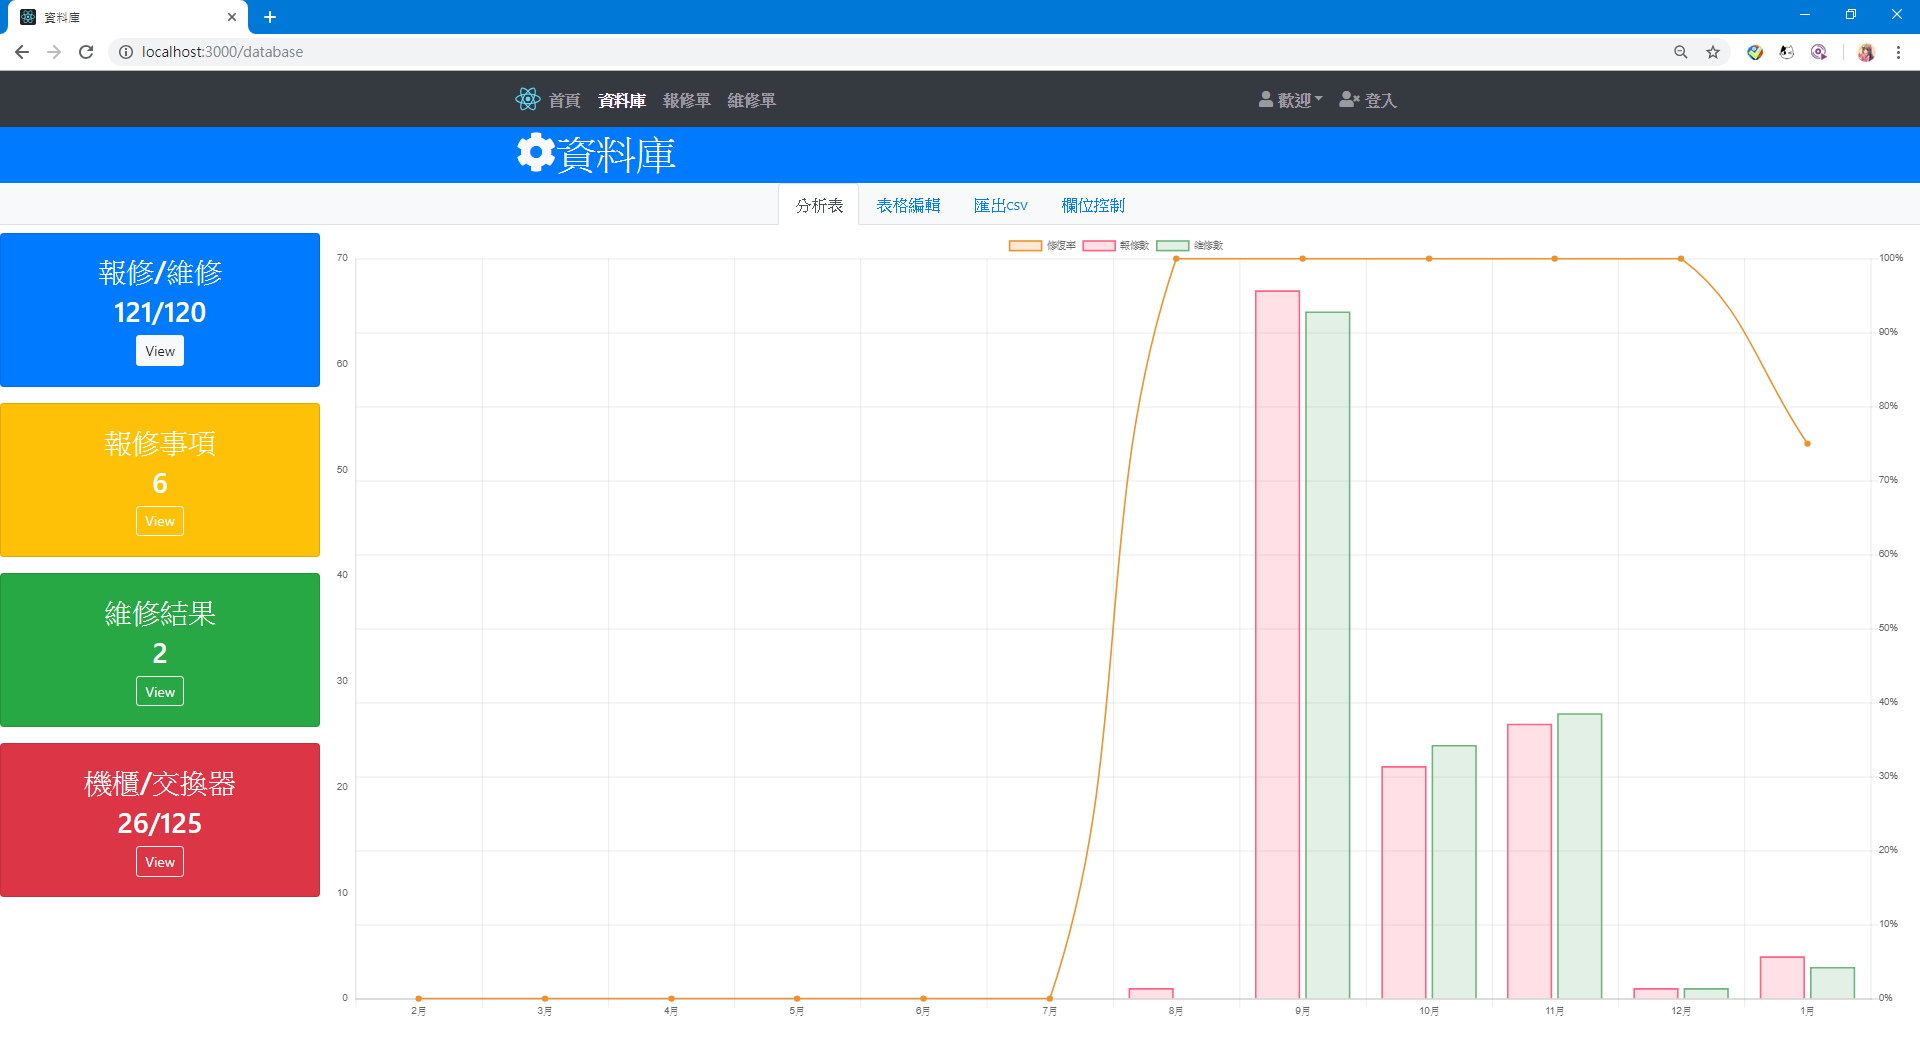 資料庫
localhost:3000/database
首頁 資料庫 報修單 維修單 歡迎 登入
資料庫
分析表 表格編輯 匯出csv 欄位控制
報修/維修
121/120
View
報修事項
6
View
維修結果
2
View
機櫃/交換器
26/125
View
修復率 報修數 維修數
70
60
50
40
30
20
10
0
100%
90%
80%
70%
60%
50%
40%
30%
20%
10%
0%
2月 3月 4月 5月 6月 7月 8月 9月 10月 11月 12月 1月